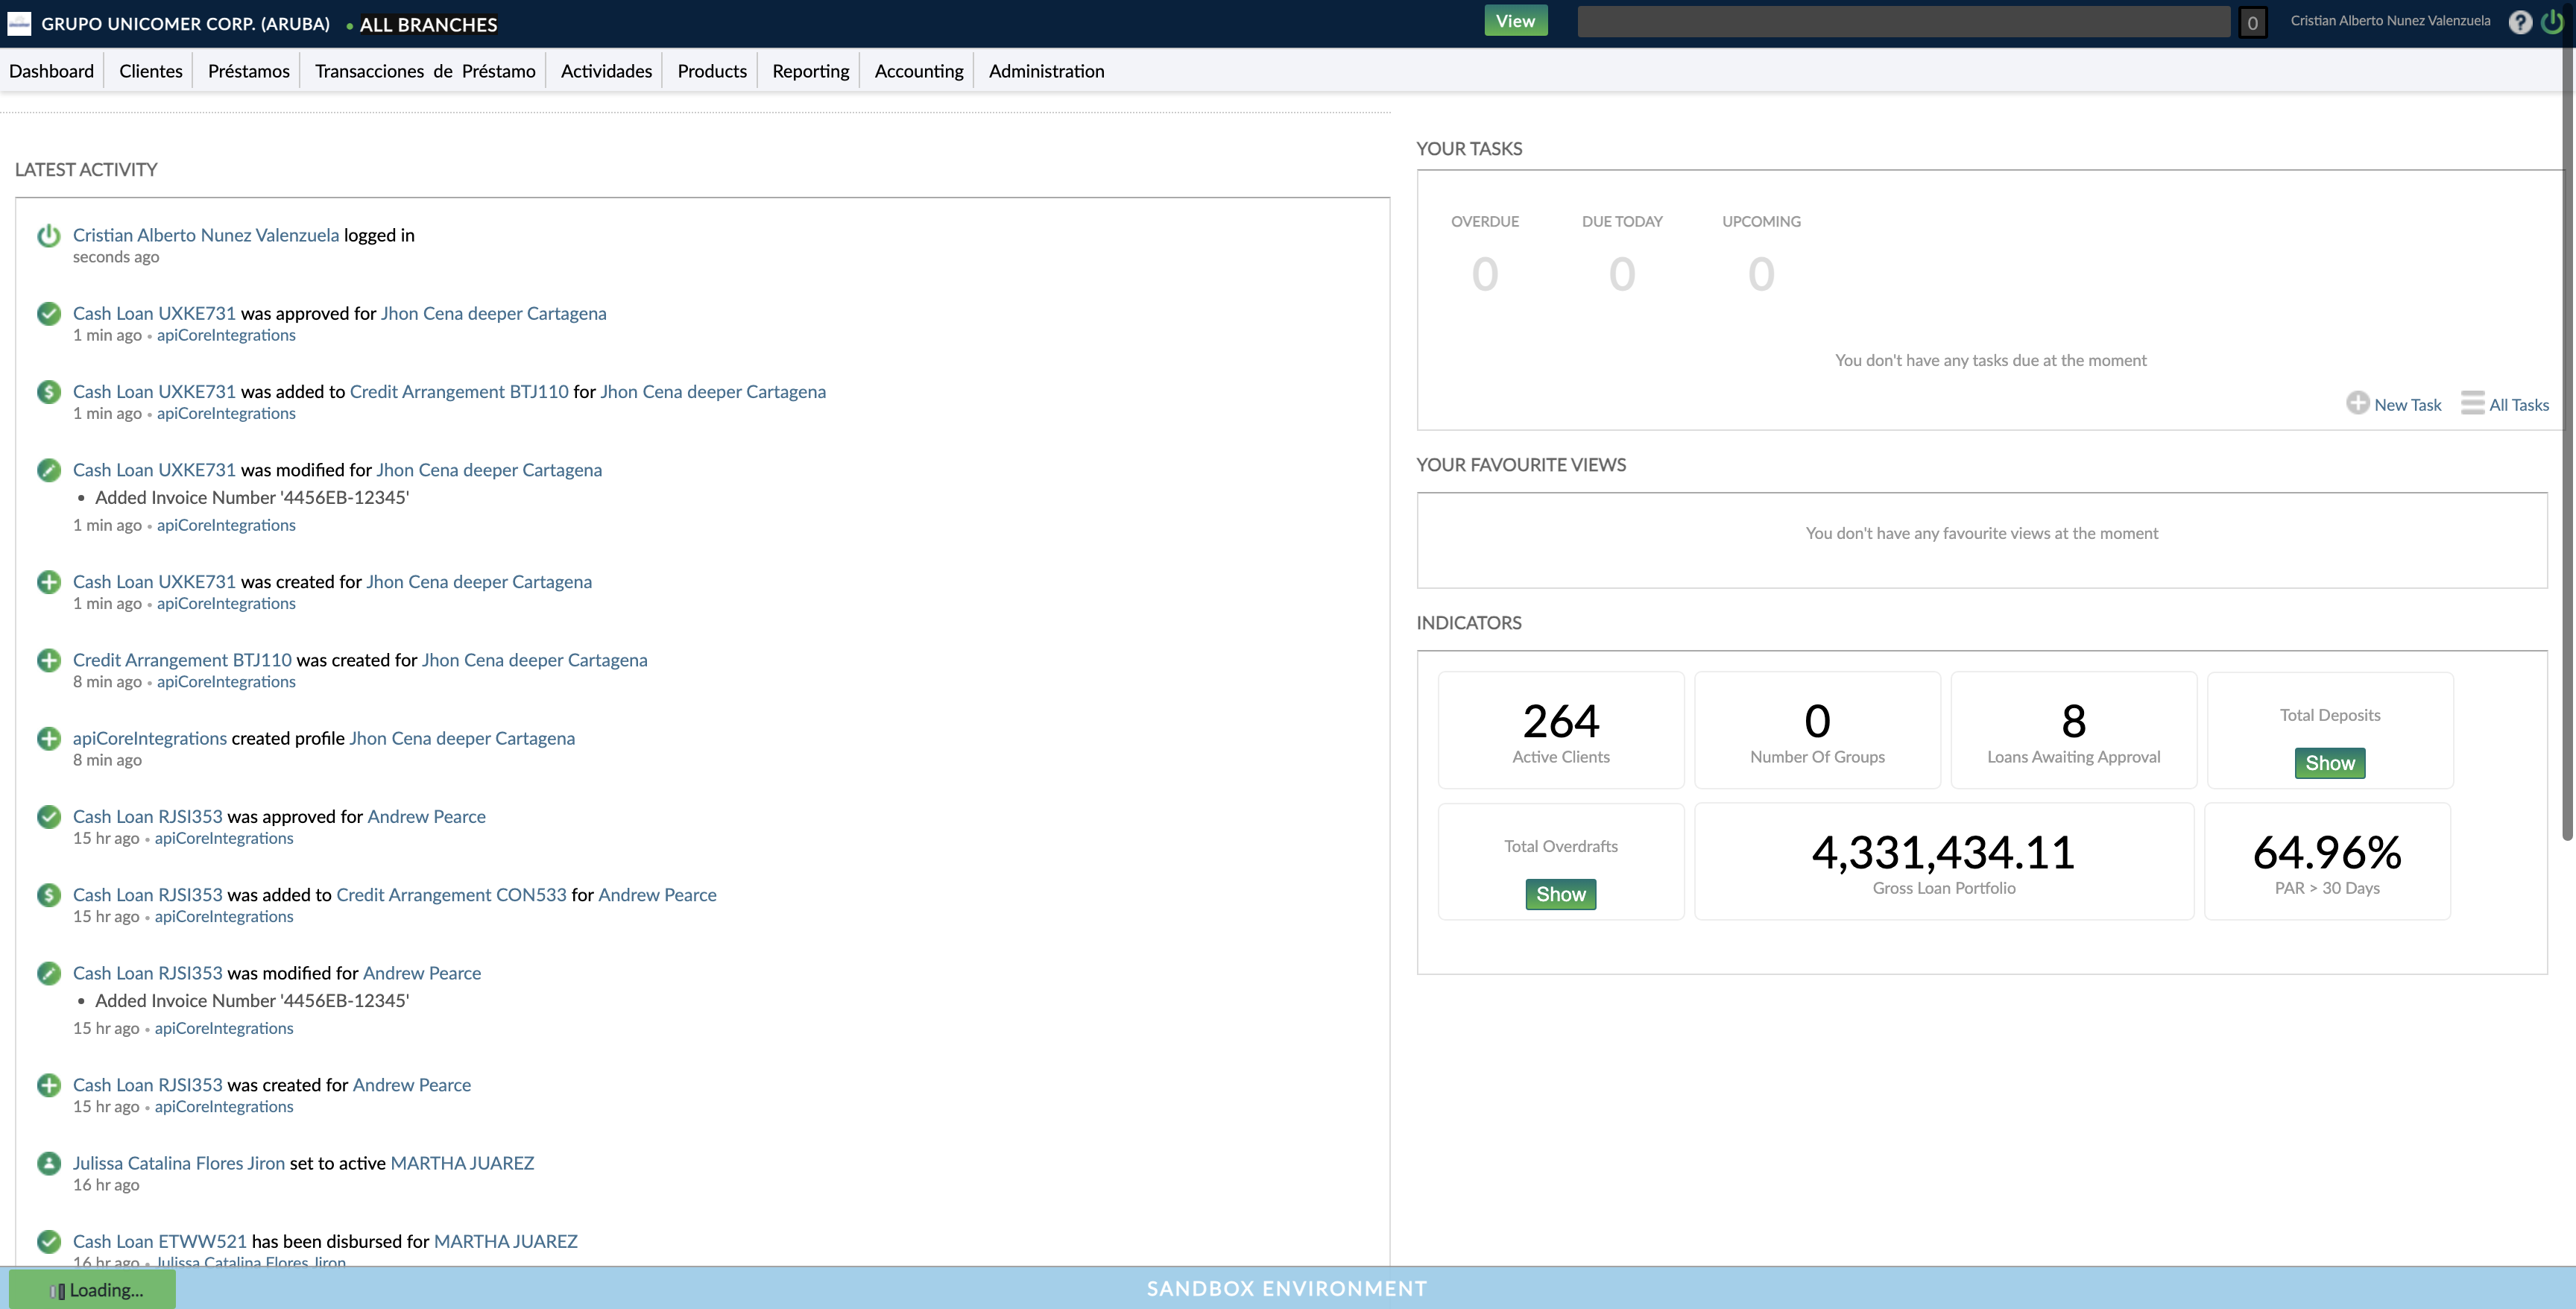 GRUPO UNICOMER CORP. (ARUBA) • ALL BRANCHES
View
0
Cristian Alberto Nunez Valenzuela
?
Dashboard
Clientes
Préstamos
Transacciones de Préstamo
Actividades
Products
Reporting
Accounting
Administration
LATEST ACTIVITY
Cristian Alberto Nunez Valenzuela logged in
seconds ago
Cash Loan UXKE731 was approved for Jhon Cena deeper Cartagena
1 min ago • apiCoreIntegrations
Cash Loan UXKE731 was added to Credit Arrangement BTJ110 for Jhon Cena deeper Cartagena
1 min ago • apiCoreIntegrations
Cash Loan UXKE731 was modified for Jhon Cena deeper Cartagena
• Added Invoice Number '4456EB-12345'
1 min ago • apiCoreIntegrations
Cash Loan UXKE731 was created for Jhon Cena deeper Cartagena
1 min ago • apiCoreIntegrations
Credit Arrangement BTJ110 was created for Jhon Cena deeper Cartagena
8 min ago • apiCoreIntegrations
apiCoreIntegrations created profile Jhon Cena deeper Cartagena
8 min ago
Cash Loan RJSI353 was approved for Andrew Pearce
15 hr ago • apiCoreIntegrations
Cash Loan RJSI353 was added to Credit Arrangement CON533 for Andrew Pearce
15 hr ago • apiCoreIntegrations
Cash Loan RJSI353 was modified for Andrew Pearce
• Added Invoice Number '4456EB-12345'
15 hr ago • apiCoreIntegrations
Cash Loan RJSI353 was created for Andrew Pearce
15 hr ago • apiCoreIntegrations
Julissa Catalina Flores Jiron set to active MARTHA JUAREZ
16 hr ago
Cash Loan ETWW521 has been disbursed for MARTHA JUAREZ
16 hr ago • Julissa Catalina Flores Jiron
YOUR TASKS
OVERDUE
DUE TODAY
UPCOMING
0
0
0
You don't have any tasks due at the moment
New Task
All Tasks
YOUR FAVOURITE VIEWS
You don't have any favourite views at the moment
INDICATORS
264
Active Clients
0
Number Of Groups
8
Loans Awaiting Approval
Total Deposits
Show
Total Overdrafts
Show
4,331,434.11
Gross Loan Portfolio
64.96%
PAR > 30 Days
Loading...
SANDBOX ENVIRONMENT